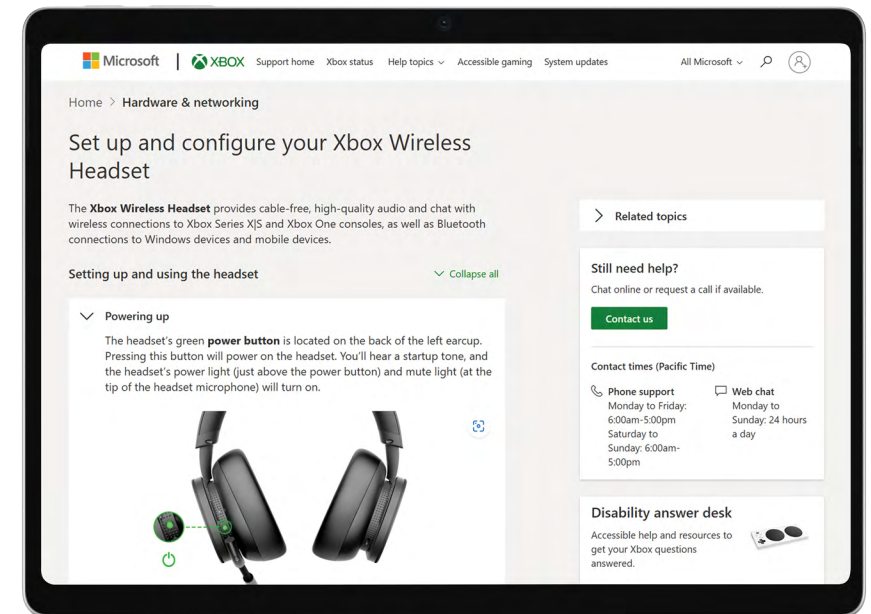 Microsoft | XBOX Support home Xbox status Help topics Accessible gaming System updates All Microsoft
Home > Hardware & networking
Set up and configure your Xbox Wireless
Headset
The Xbox Wireless Headset provides cable-free, high-quality audio and chat with
wireless connections to Xbox Series X|S and Xbox One consoles, as well as Bluetooth
connections to Windows devices and mobile devices.
Setting up and using the headset
Collapse all
Powering up
The headset's green power button is located on the back of the left earcup.
Pressing this button will power on the headset. You'll hear a startup tone, and
the headset's power light (just above the power button) and mute light (at the
tip of the headset microphone) will turn on.
Related topics
Still need help?
Chat online or request a call if available.
Contact us
Contact times (Pacific Time)
Phone support
Monday to Friday:
6:00am-5:00pm
Saturday to
Sunday: 6:00am-
5:00pm
Web chat
Monday to
Sunday: 24 hours
a day
Disability answer desk
Accessible help and resources to
get your Xbox questions
answered.